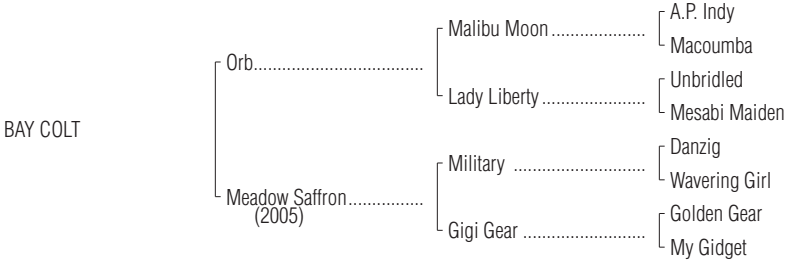 A.P. Indy
Malibu Moon ....................
Macoumba
Orb..................................
Unbridled
Lady Liberty ......................
Mesabi Maiden
BAY COLT
Danzig
Military ............................
Wavering Girl
Meadow Saffron................
(2005)
Golden Gear
Gigi Gear ..........................
My Gidget